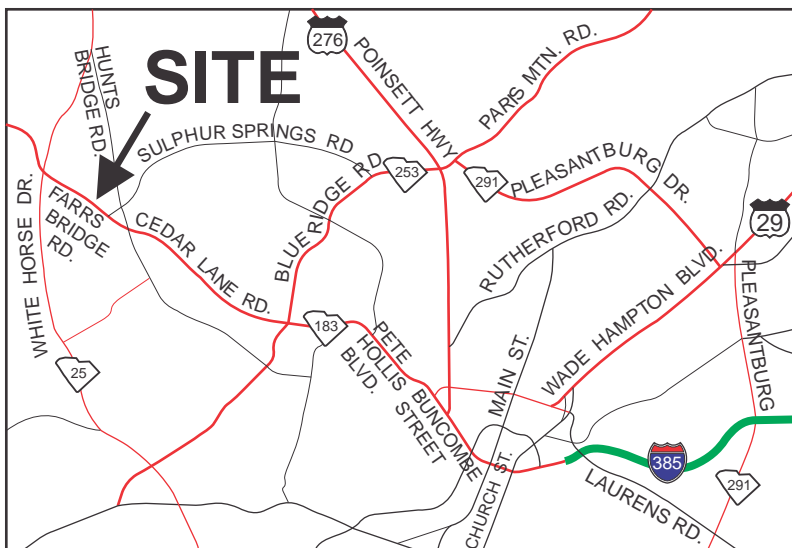 SITE
HUNTS
BRIDGE RD.
276
POINSETT HWY
PARIS MTN. RD.
SULPHUR SPRINGS RD
253
291
PLEASANTBURG DR.
BLUE RIDGE RD
RUTHERFORD RD.
29
FARRS
BRIDGE
RD.
CEDAR LANE RD.
WHITE HORSE DR.
25
183
PETE
HOLLIS
BLVD.
BUNCOMBE
STREET
MAIN ST.
WADE HAMPTON BLVD.
PLEASANTBURG
385
291
CHURCH ST.
LAURENS RD.